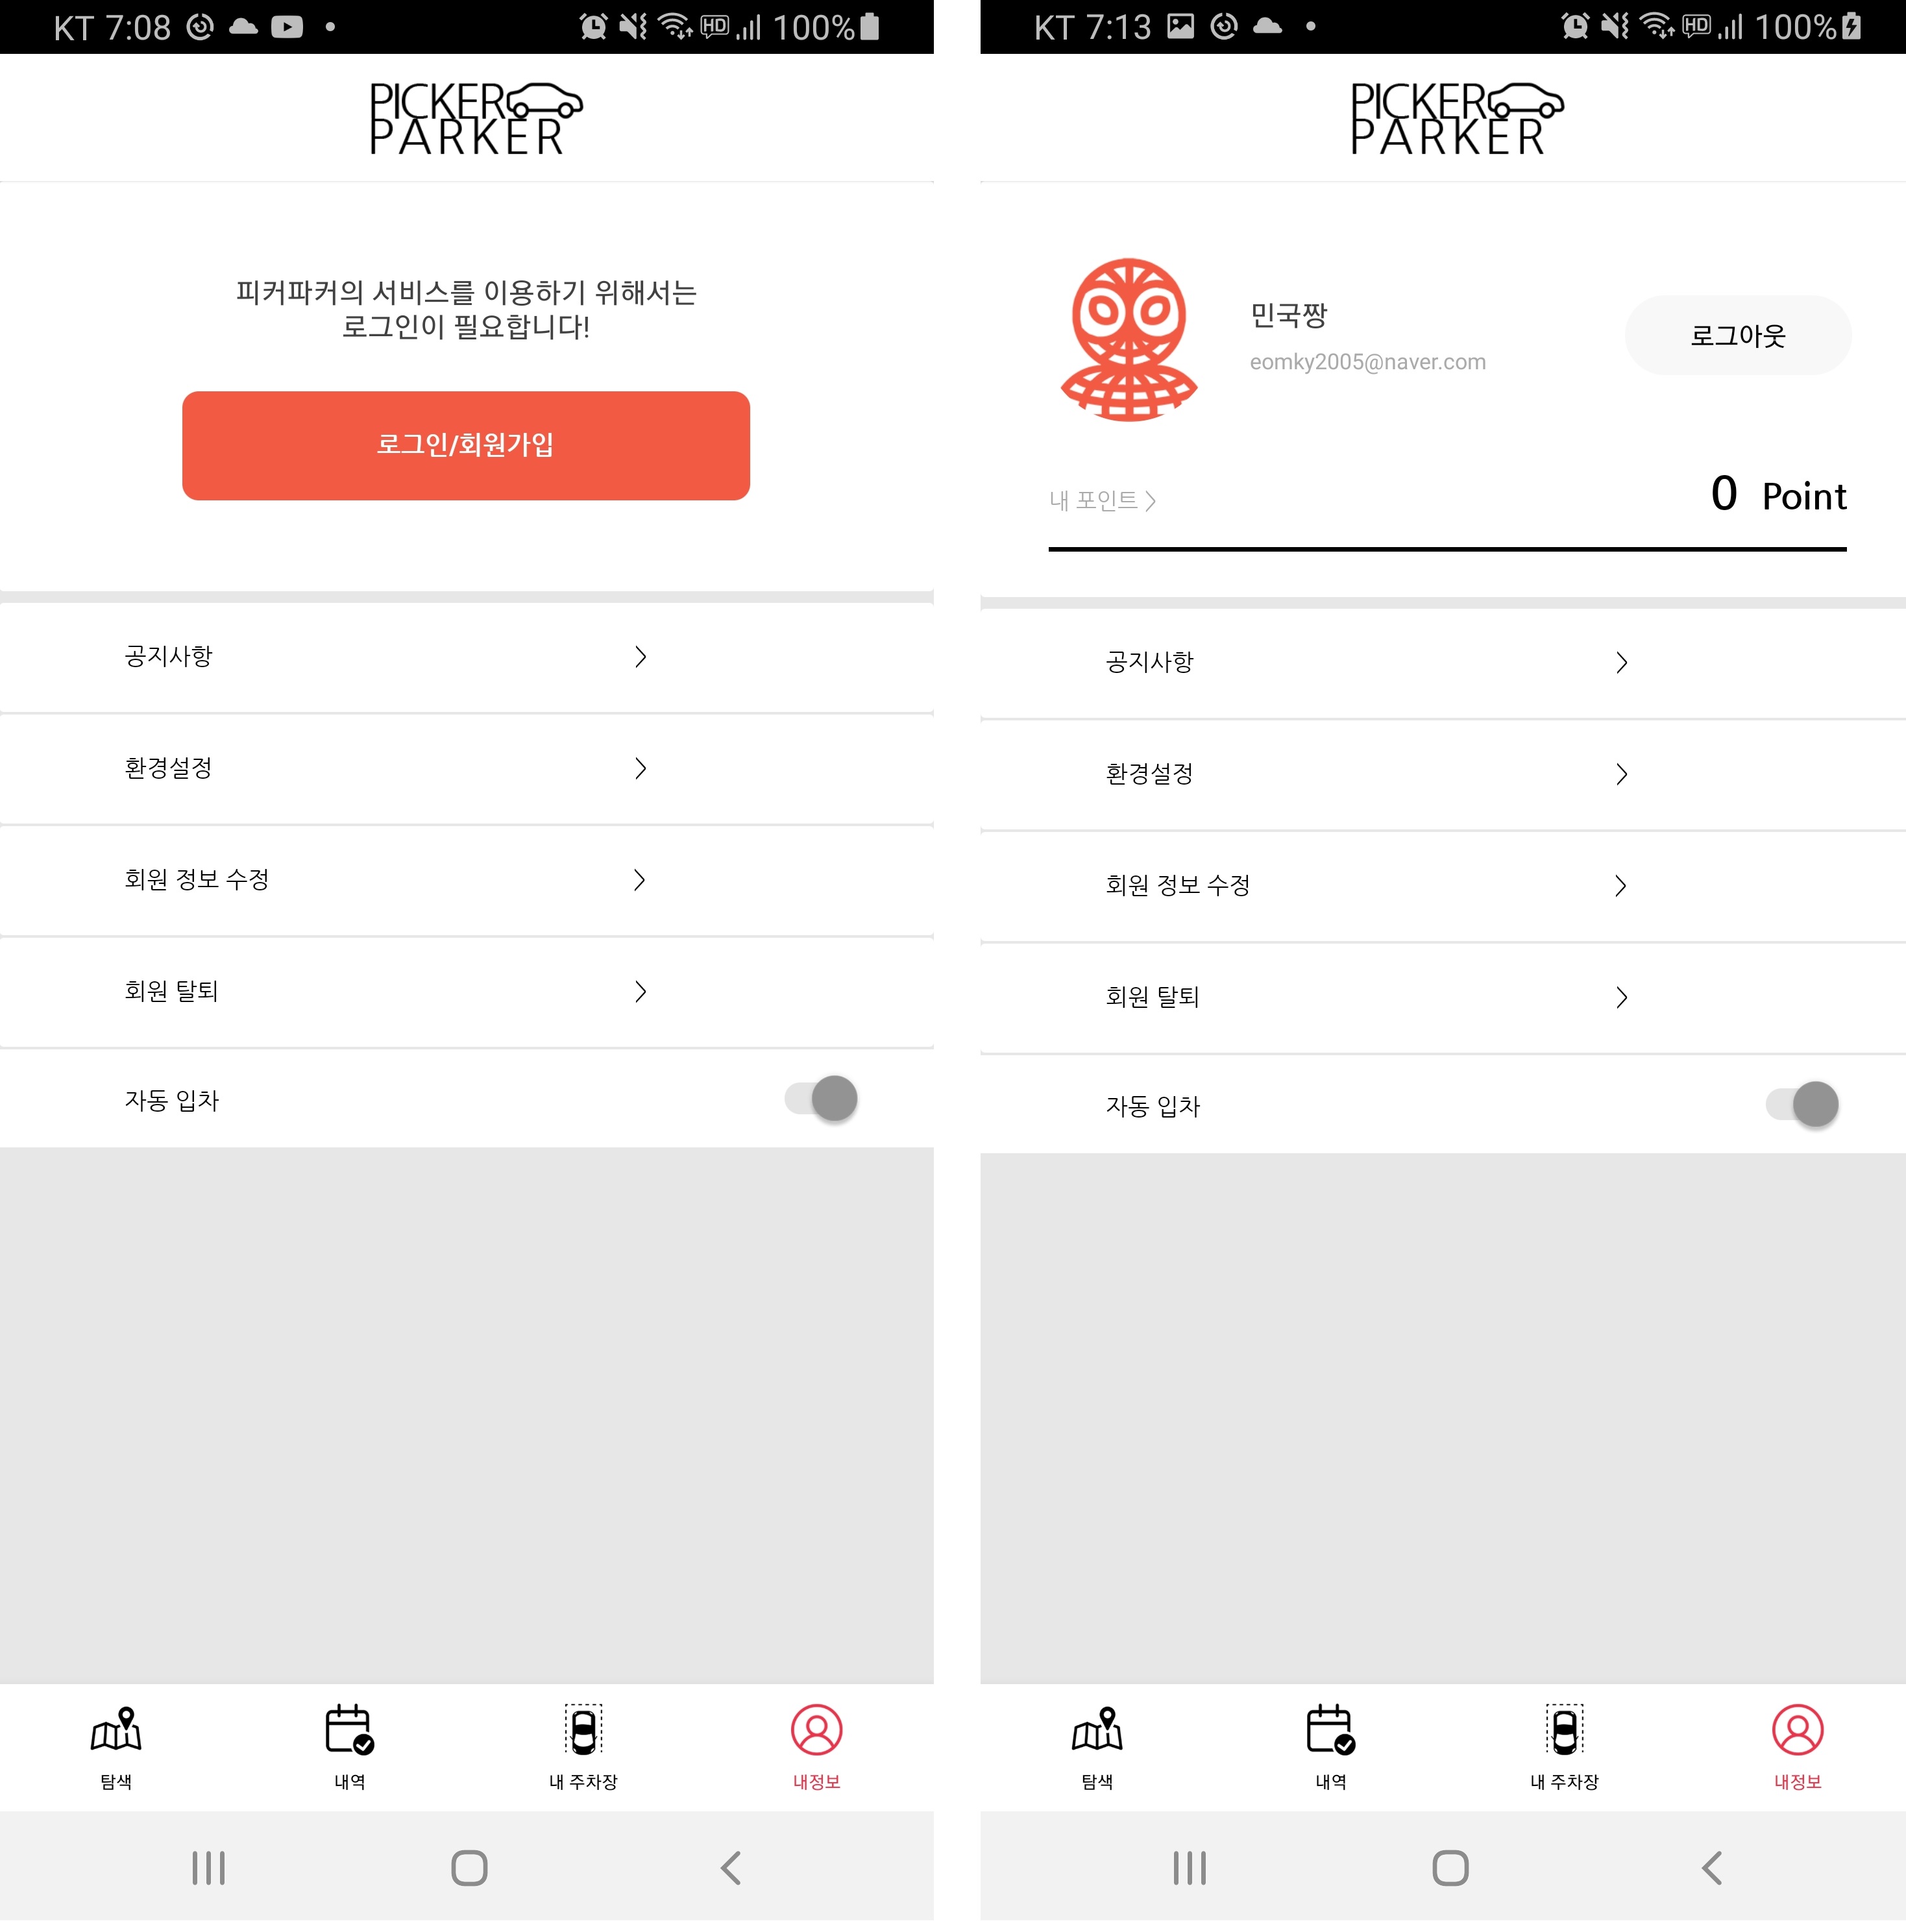 KT 7:08
HD
100%
PICKER
PARKER
피커파커의 서비스를 이용하기 위해서는
로그인이 필요합니다!
로그인/회원가입
공지사항
환경설정
회원 정보 수정
회원 탈퇴
자동 입차
탐색
내역
내 주차장
내정보
KT 7:13
HD
100%
PICKER
PARKER
민국짱
eomky2005@naver.com
로그아웃
내 포인트 >
0 Point
공지사항
환경설정
회원 정보 수정
회원 탈퇴
자동 입차
탐색
내역
내 주차장
내정보